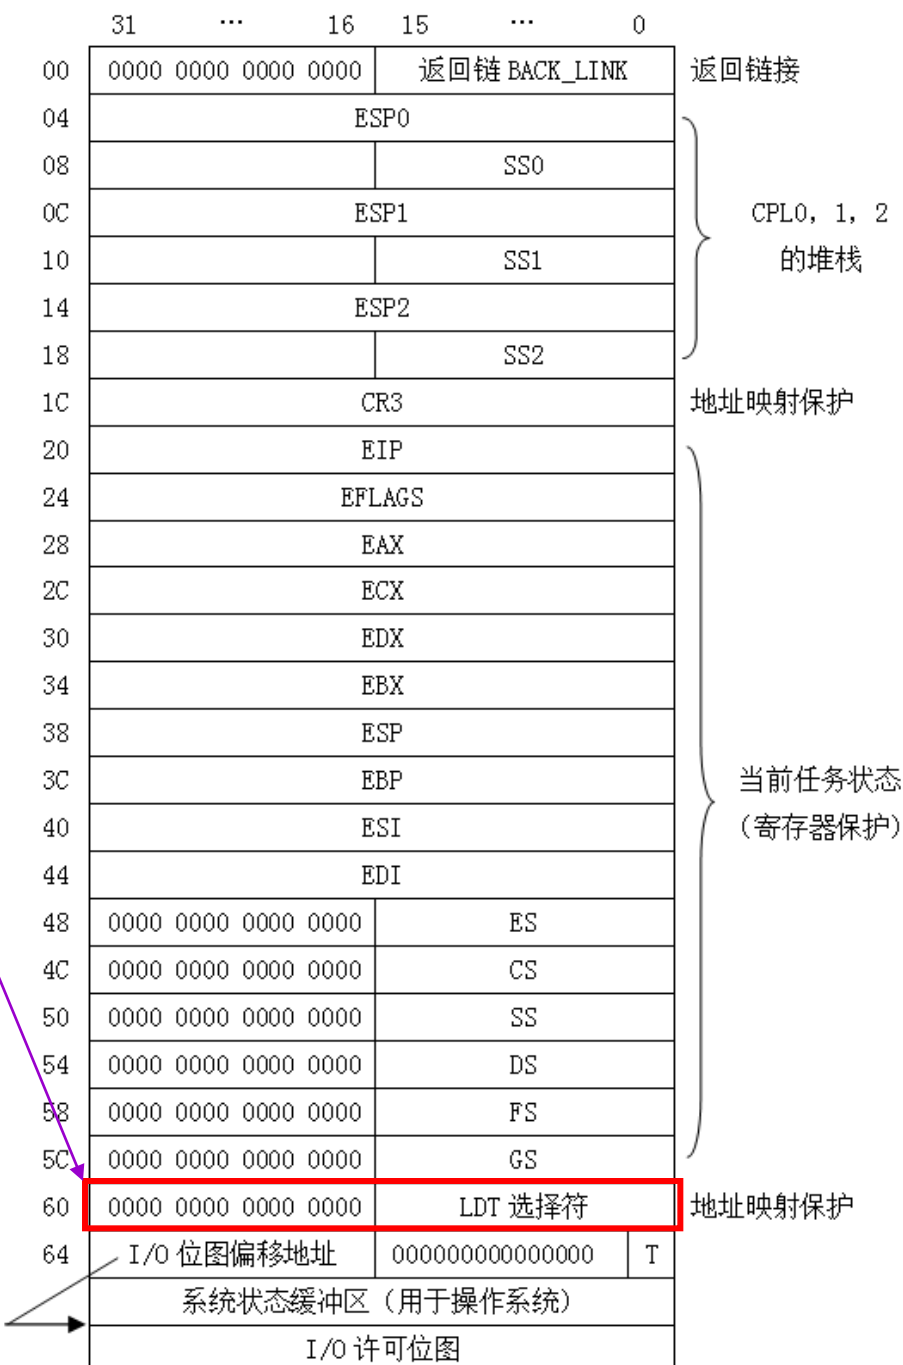 31 … 16 15 … 0
00 0000 0000 0000 0000 返回链 BACK_LINK 返回链接
04 ESP0
08 SS0
0C ESP1 CPL0, 1, 2
10 SS1 的堆栈
14 ESP2
18 SS2
1C CR3 地址映射保护
20 EIP
24 EFLAGS
28 EAX
2C ECX
30 EDX
34 EBX
38 ESP
3C EBP 当前任务状态
40 ESI （寄存器保护）
44 EDI
48 0000 0000 0000 0000 ES
4C 0000 0000 0000 0000 CS
50 0000 0000 0000 0000 SS
54 0000 0000 0000 0000 DS
58 0000 0000 0000 0000 FS
5C 0000 0000 0000 0000 GS
60 0000 0000 0000 0000 LDT 选择符 地址映射保护
64 I/O 位图偏移地址 000000000000000 T
系统状态缓冲区（用于操作系统）
I/O 许可位图